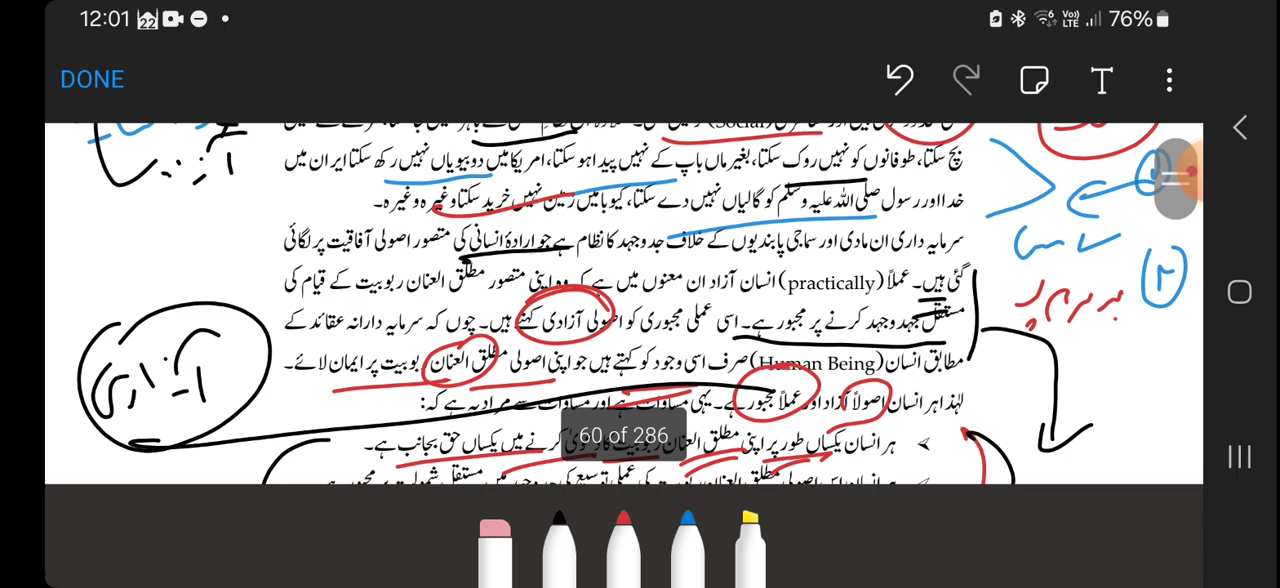 12:01 22 6 Vo) LTE 76%
DONE T
(Social)
بچ سکتا، طوفانوں کو نہیں روک سکتا، بغیر ماں باپ کے نہیں پیدا ہو سکتا، امریکا میں دو بیویاں نہیں رکھ سکتا ایران میں
خدا اور رسول صلی اللہ علیہ وسلم کو گالیاں نہیں دے سکتا، کیوبا میں زمین نہیں خرید سکتا وغیرہ وغیرہ۔
سرمایہ داری ان مادی اور سماجی پابندیوں کے خلاف جدوجہد کا نظام ہے جو ارادۂ انسانی کی متصور اصولی آفاقیت پر لگائی
گئی ہیں۔ عملاً (practically) انسان آزاد ان معنوں میں ہے کہ وہ اپنی متصور مطلق العنان ربوبیت کے قیام کی
مستقل جہد و جہد کرنے پر مجبور ہے۔ اسی عملی مجبوری کو اصولی آزادی کہتے ہیں۔ چوں کہ سرمایہ دارانہ عقائد کے
مطابق انسان (Human Being) صرف اسی وجود کو کہتے ہیں جو اپنی اصولی مطلق العنان ربوبیت پر ایمان لائے۔
لہٰذا ہر انسان اصولاً آزاد اور عملاً مجبور ہے۔ یہی مساوات ہے اور مساوات سے مراد یہ ہے کہ:
60 of 286
ہر انسان یکساں طور پر اپنی مطلق العنان ربوبیت کا دعویٰ کرنے میں یکساں حق بجانب ہے۔